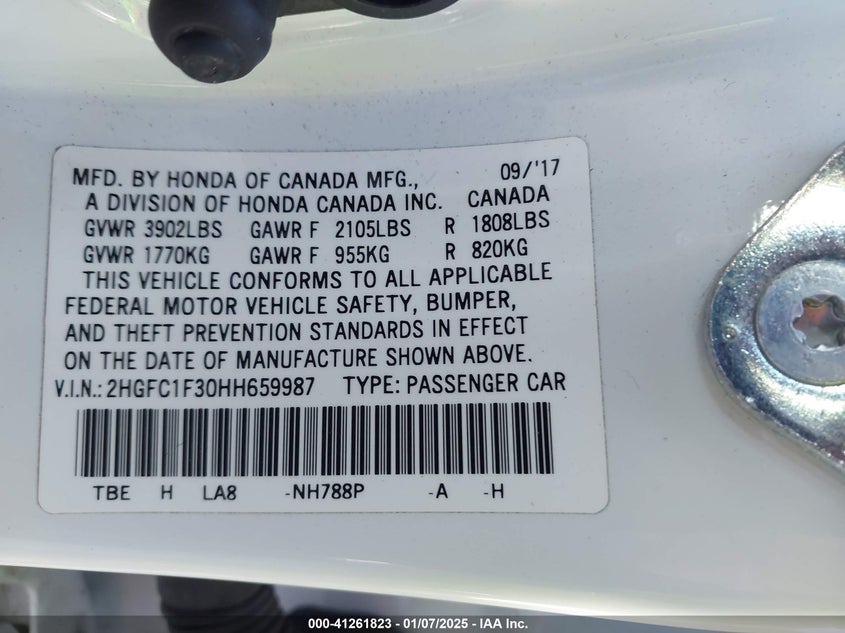 MFD. BY HONDA OF CANADA MFG., 09/'17
A DIVISION OF HONDA CANADA INC. CANADA
GVWR 3902LBS GAWR F 2105LBS R 1808LBS
GVWR 1770KG GAWR F 955KG R 820KG
THIS VEHICLE CONFORMS TO ALL APPLICABLE
FEDERAL MOTOR VEHICLE SAFETY, BUMPER,
AND THEFT PREVENTION STANDARDS IN EFFECT
ON THE DATE OF MANUFACTURE SHOWN ABOVE.
V.I.N.: 2HGFC1F30HH659987 TYPE: PASSENGER CAR
TBE H LA8 -NH788P -A -H
000-41261823 - 01/07/2025 - IAA Inc.